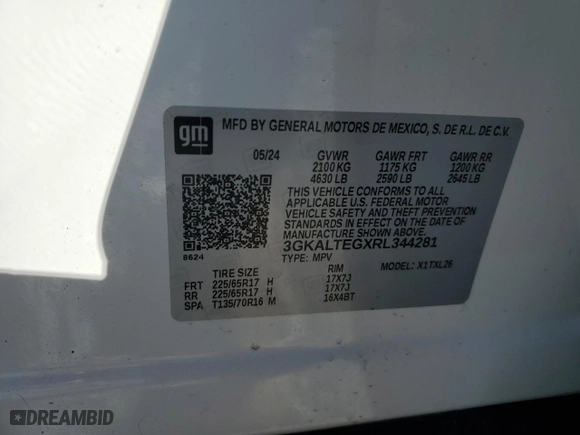 gm
MFD BY GENERAL MOTORS DE MEXICO, S. DE R.L. DE C.V.
05/24 GVWR GAWR FRT GAWR RR
2100 KG 1175 KG 1200 KG
4630 LB 2590 LB 2645 LB
THIS VEHICLE CONFORMS TO ALL
APPLICABLE U.S. FEDERAL MOTOR
VEHICLE SAFETY AND THEFT
PREVENTION STANDARDS IN EFFECT
ON THE DATE OF MANUFACTURE
SHOWN ABOVE.
3GKALTEGXRL344281
8624 TYPE: MPV MODEL: X1TXL26
TIRE SIZE RIM
FRT 225/65R17 H 17X7J
RR 225/65R17 H 17X7J
SPA T135/70R16 M 16X4BT
DREAMBID